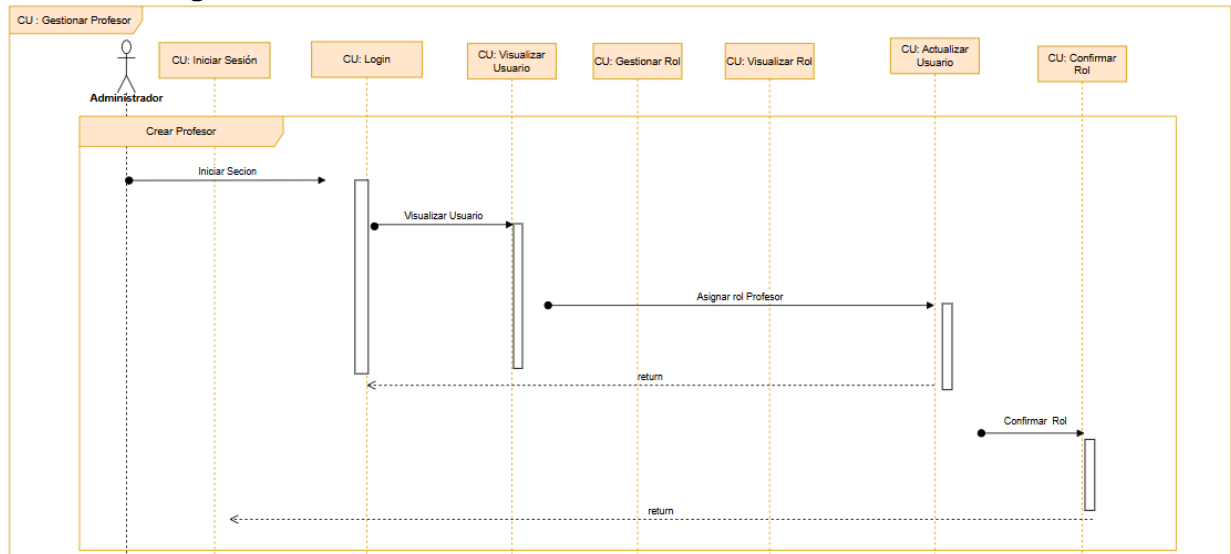 CU : Gestionar Profesor
CU: Iniciar Sesión
CU: Login
CU: Visualizar
Usuario
CU: Gestionar Rol
CU: Visualizar Rol
CU: Actualizar
Usuario
CU: Confirmar
Rol
Administrador
Crear Profesor
Iniciar Secion
Visualizar Usuario
Asignar rol Profesor
return
Confirmar Rol
return